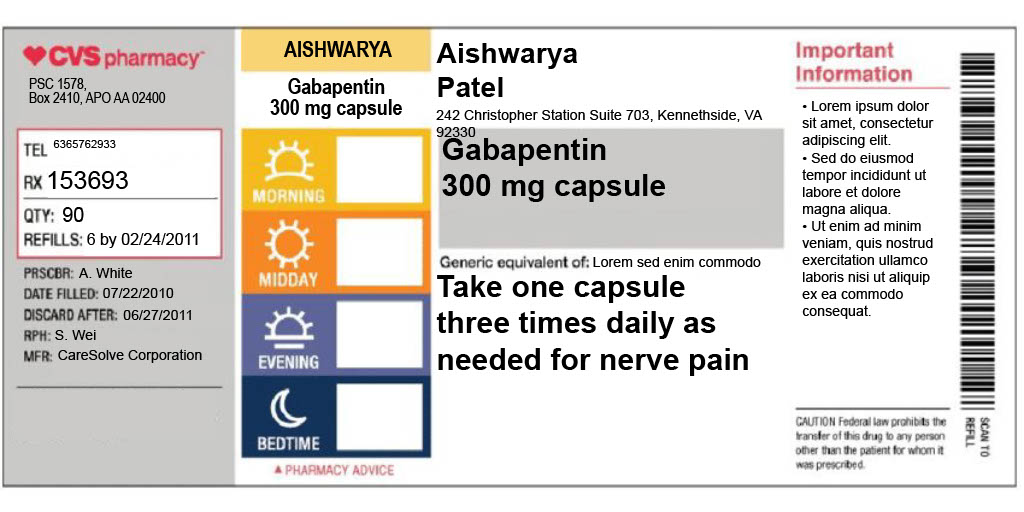 CVS pharmacy
PSC 1578,
Box 2410, APO AA 02400
TEL 6365762933
RX 153693
QTY: 90
REFILLS: 6 by 02/24/2011
PRSCBR: A. White
DATE FILLED: 07/22/2010
DISCARD AFTER: 06/27/2011
RPH: S. Wei
MFR: CareSolve Corporation
AISHWARYA
Gabapentin
300 mg capsule
MORNING
MIDDAY
EVENING
BEDTIME
▲ PHARMACY ADVICE
Aishwarya
Patel
242 Christopher Station Suite 703, Kennethside, VA
92330
Gabapentin
300 mg capsule
Generic equivalent of: Lorem sed enim commodo
Take one capsule
three times daily as
needed for nerve pain
Important
Information
• Lorem ipsum dolor
sit amet, consectetur
adipiscing elit.
• Sed do eiusmod
tempor incididunt ut
labore et dolore
magna aliqua.
• Ut enim ad minim
veniam, quis nostrud
exercitation ullamco
laboris nisi ut aliquip
ex ea commodo
consequat.
CAUTION Federal law prohibits the
transfer of this drug to any person
other than the patient for whom it
was prescribed.
SCAN TO
REFILL